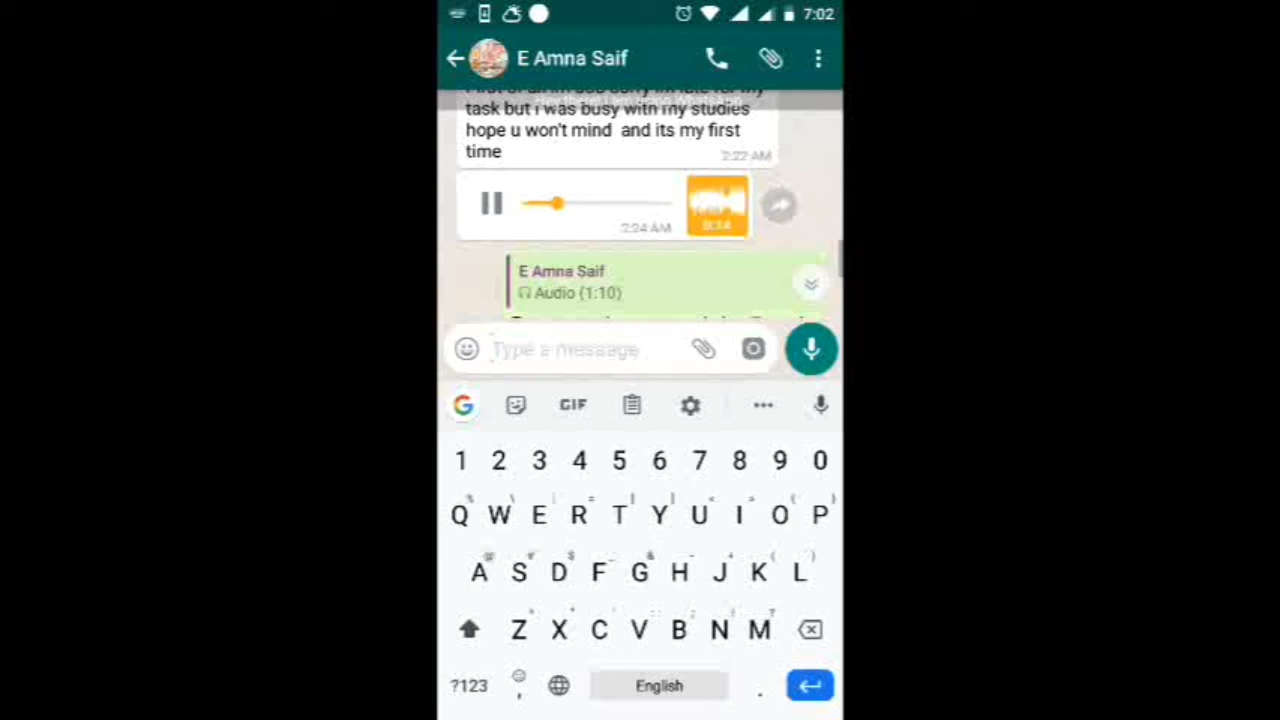 7:02
E Amna Saif
task but i was busy with my studies
hope u won't mind and its my first
time
2:22 AM
2:24 AM
E Amna Saif
Audio (1:10)
Type a message
GIF
1 2 3 4 5 6 7 8 9 0
Q W E R T Y U I O P
A S D F G H J K L
Z X C V B N M
?123 , English .